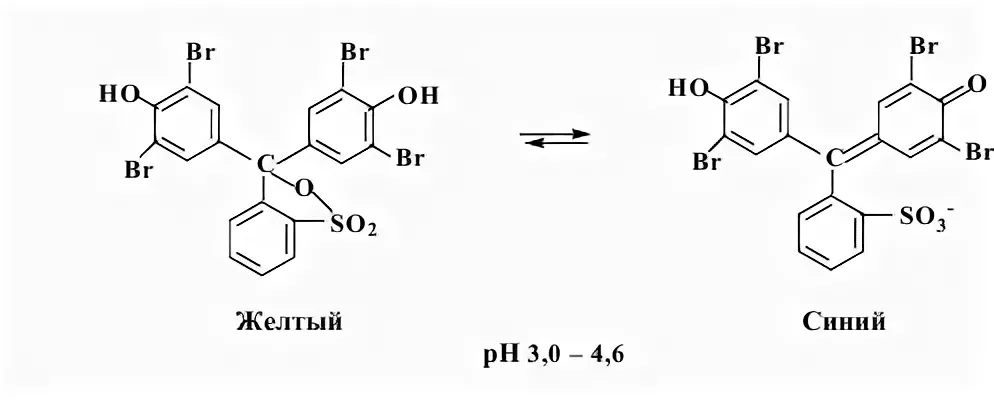 Br Br Br Br
HO OH HO O
Br Br Br Br
C O C
SO2 SO3-
Желтый Синий
pH 3,0 – 4,6